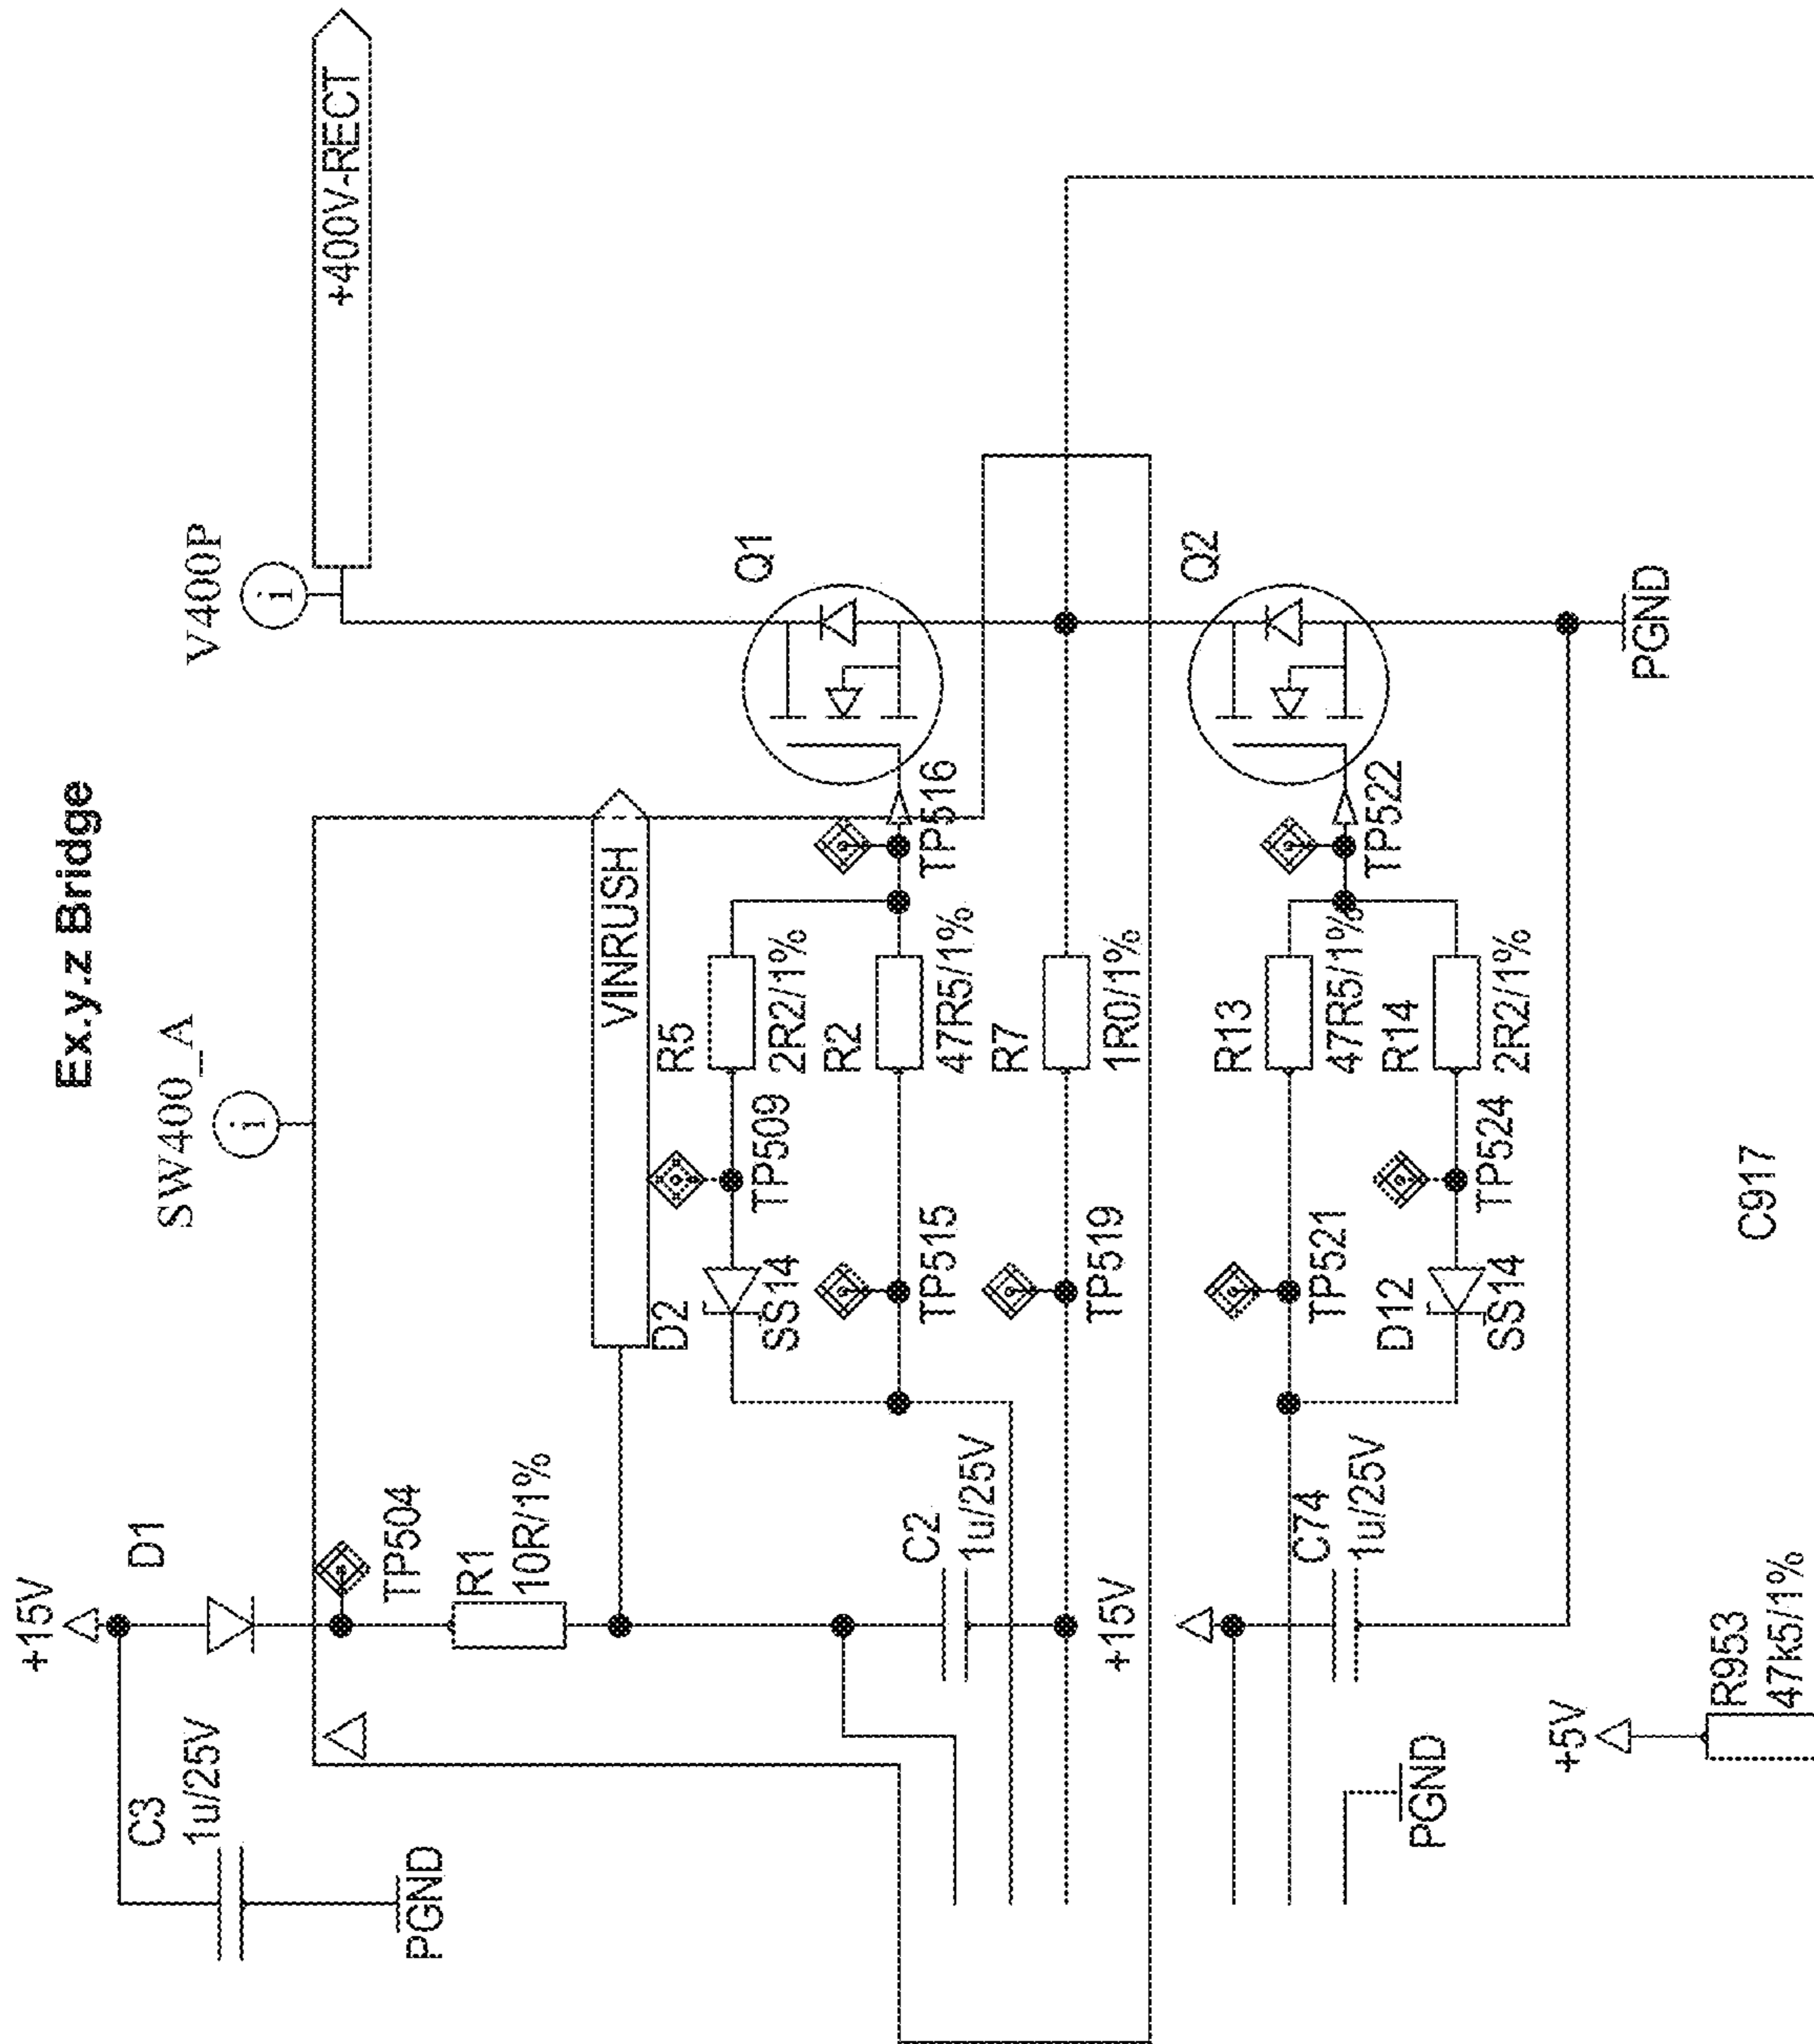 Ex.y.z Bridge
+15V
D1
C3
1u/25V
PGND
TP504
R1
10R/1%
SW400_A
V400P
i
i
+400V-RECT
VINRUSH
D2
SS14
TP509
R5
2R2/1%
TP515
R2
47R5/1%
TP516
Q1
C2
1u/25V
TP519
R7
1R0/1%
+15V
C74
1u/25V
PGND
TP521
R13
47R5/1%
TP522
Q2
D12
SS14
TP524
R14
2R2/1%
PGND
+5V
R953
47k5/1%
C917